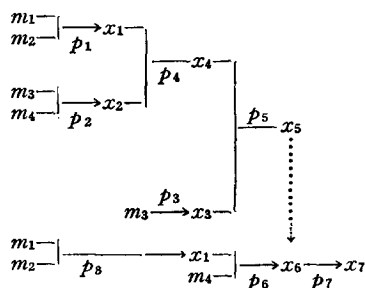 m₁ x₁
m₂ p₁ p₄ x₄
m₃ x₂ p₅ x₅
m₄ p₂
m₃ p₃ x₃
m₁ x₁
m₂ p₈ m₄ p₆ x₆ p₇ x₇